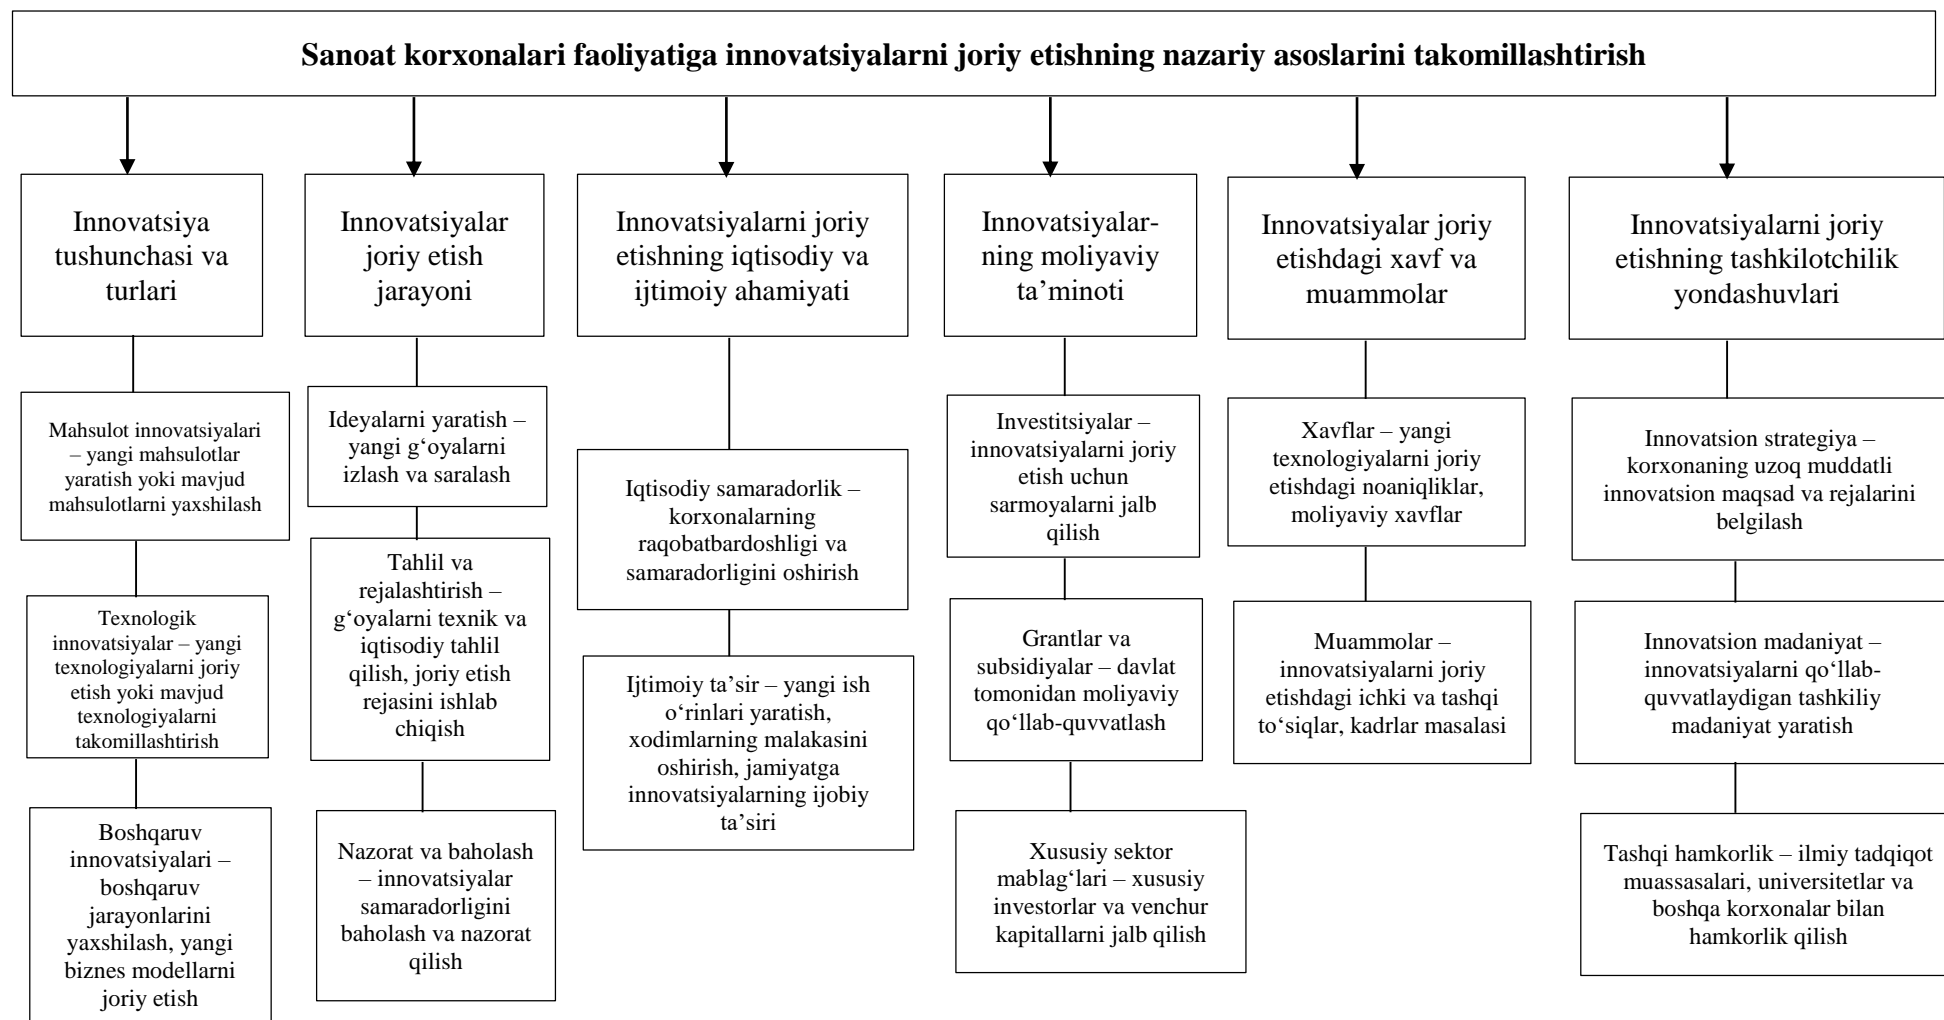 Sanoat korxonalari faoliyatiga innovatsiyalarni joriy etishning nazariy asoslarini takomillashtirish
Innovatsiya
tushunchasi va
turlari
Mahsulot innovatsiyalari
– yangi mahsulotlar
yaratish yoki mavjud
mahsulotlarni yaxshilash
Texnologik
innovatsiyalar – yangi
texnologiyalarni joriy
etish yoki mavjud
texnologiyalarni
takomillashtirish
Boshqaruv
innovatsiyalari –
boshqaruv
jarayonlarini
yaxshilash, yangi
biznes modellarni
joriy etish
Innovatsiyalar
joriy etish
jarayoni
Ideyalarni yaratish –
yangi g‘oyalarni
izlash va saralash
Tahlil va
rejalashtirish –
g‘oyalarni texnik va
iqtisodiy tahlil
qilish, joriy etish
rejasini ishlab
chiqish
Nazorat va baholash
– innovatsiyalar
samaradorligini
baholash va nazorat
qilish
Innovatsiyalarni joriy
etishning iqtisodiy va
ijtimoiy ahamiyati
Iqtisodiy samaradorlik –
korxonalarning
raqobatbardoshligi va
samaradorligini oshirish
Ijtimoiy ta’sir – yangi ish
o‘rinlari yaratish,
xodimlarning malakasini
oshirish, jamiyatga
innovatsiyalarning ijobiy
ta’siri
Innovatsiyalar-
ning moliyaviy
ta’minoti
Investitsiyalar –
innovatsiyalarni joriy
etish uchun
sarmoyalarni jalb
qilish
Grantlar va
subsidiyalar – davlat
tomonidan moliyaviy
qo‘llab-quvvatlash
Xususiy sektor
mablag‘lari – xususiy
investorlar va venchur
kapitallarni jalb qilish
Innovatsiyalar joriy
etishdagi xavf va
muammolar
Xavflar – yangi
texnologiyalarni joriy
etishdagi noaniqliklar,
moliyaviy xavflar
Muammolar –
innovatsiyalarni joriy
etishdagi ichki va tashqi
to‘siqlar, kadrlar masalasi
Innovatsiyalarni joriy
etishning tashkilotchilik
yondashuvlari
Innovatsion strategiya –
korxonaning uzoq muddatli
innovatsion maqsad va rejalarini
belgilash
Innovatsion madaniyat –
innovatsiyalarni qo‘llab-
quvvatlaydigan tashkiliy
madaniyat yaratish
Tashqi hamkorlik – ilmiy tadqiqot
muassasalari, universitetlar va
boshqa korxonalar bilan
hamkorlik qilish